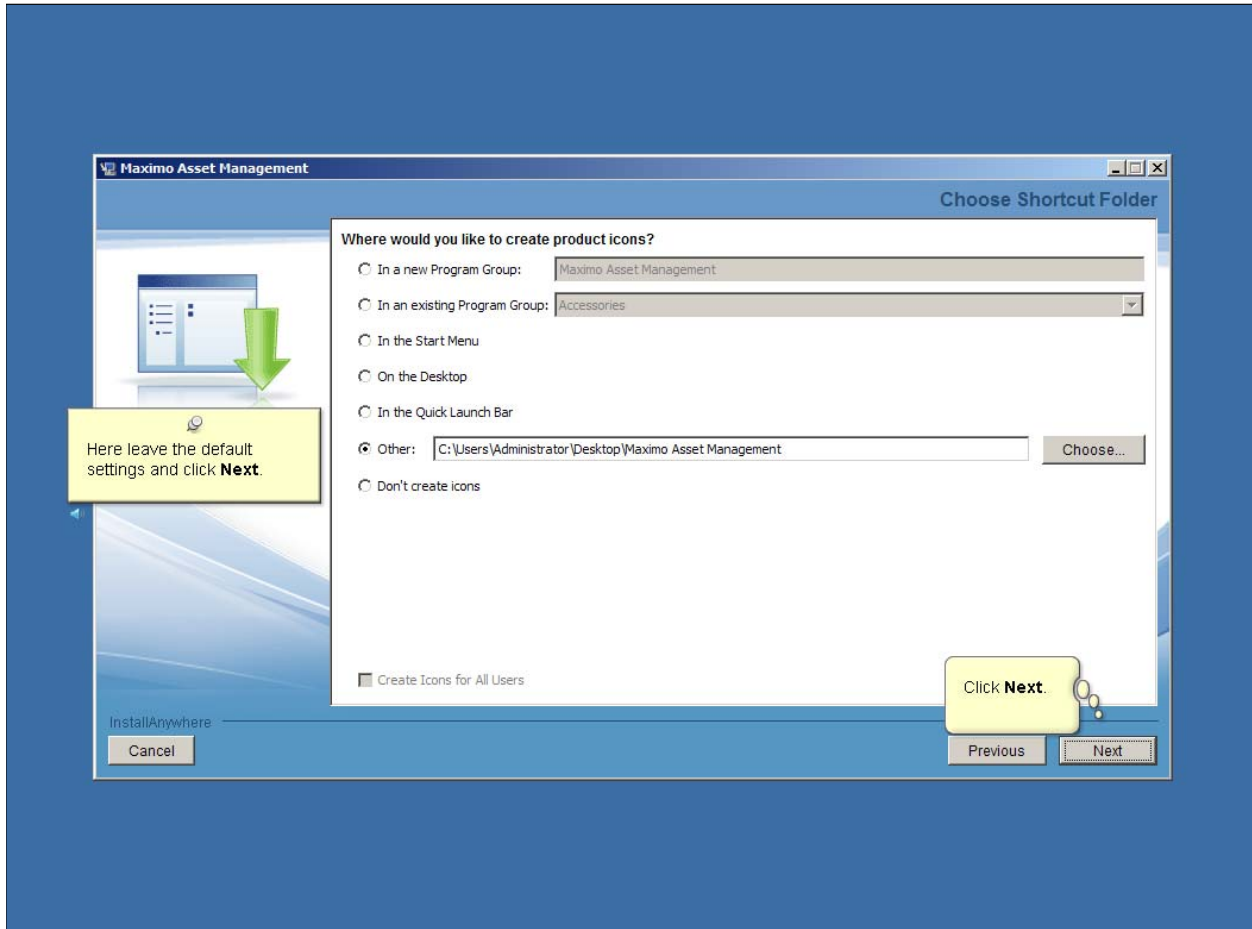 Maximo Asset Management
Choose Shortcut Folder
Where would you like to create product icons?
In a new Program Group: Maximo Asset Management
In an existing Program Group: Accessories
In the Start Menu
On the Desktop
In the Quick Launch Bar
Here leave the default
settings and click Next.
Other: C:\Users\Administrator\Desktop\Maximo Asset Management Choose...
Don't create icons
Create Icons for All Users
Click Next.
InstallAnywhere
Cancel Previous Next